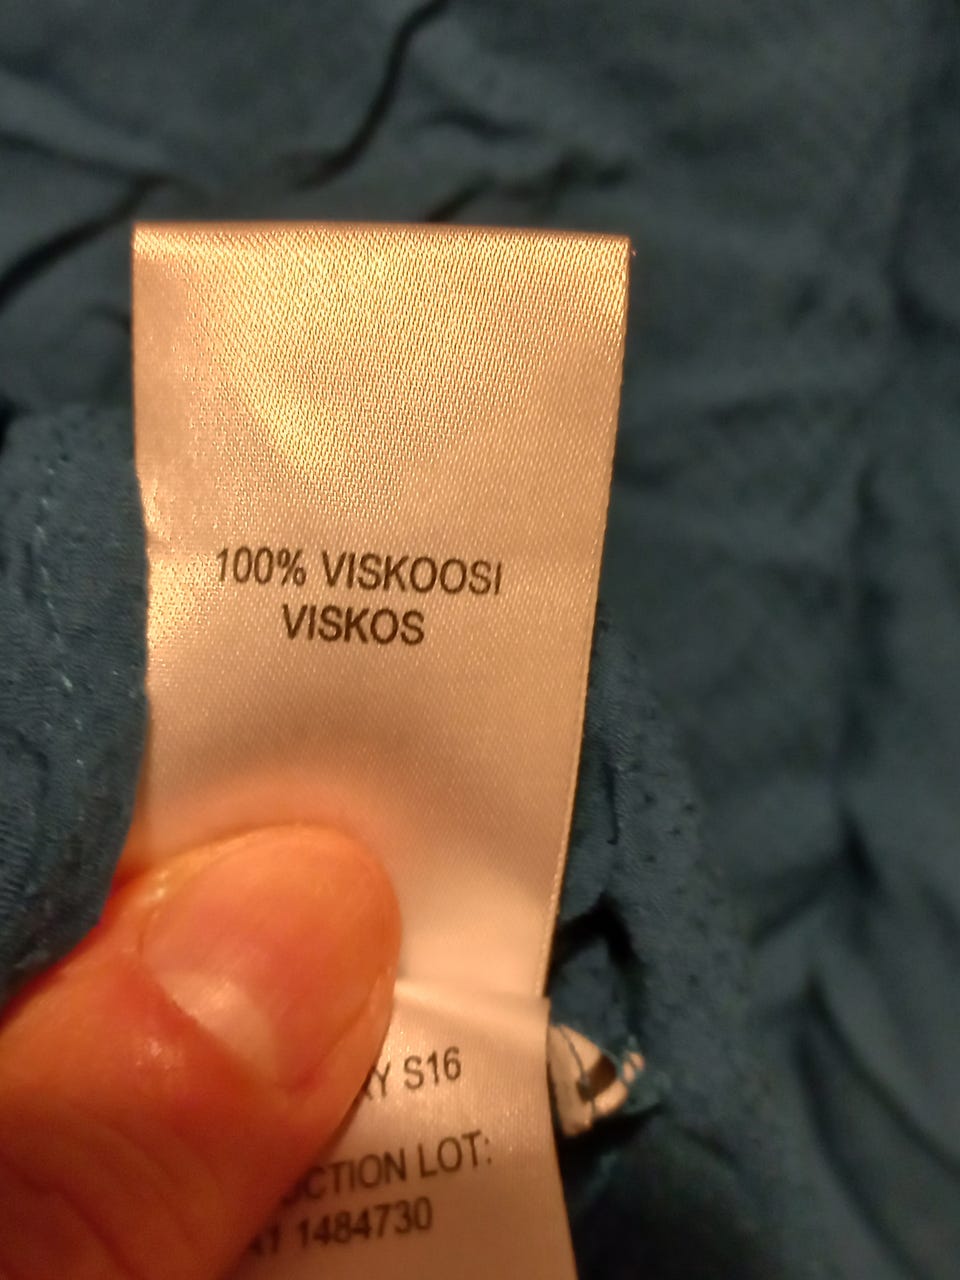 100% VISKOOSI
VISKOS
S16
LOT:
1484730